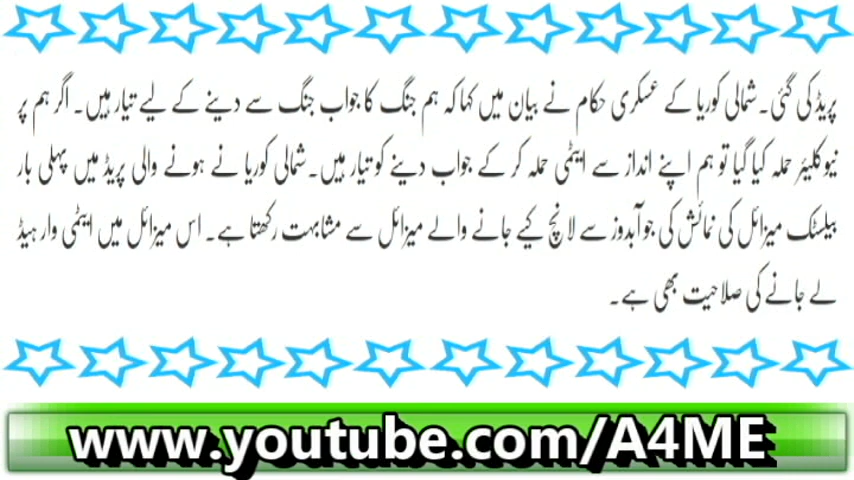 پریڈ کی گئی۔ شمالی کوریا کے عسکری حکام نے بیان میں کہا کہ ہم جنگ کا جواب جنگ سے دینے کے لیے تیار ہیں۔ اگر ہم پر
نیوکلیئر حملہ کیا گیا تو ہم اپنے انداز سے ایٹمی حملہ کر کے جواب دینے کو تیار ہیں۔ شمالی کوریا نے ہونے والی پریڈ میں پہلی بار
بیلسٹک میزائل کی نمائش کی جو آبدوز سے لانچ کیے جانے والے میزائل سے مشابہت رکھتا ہے۔ اس میزائل میں ایٹمی وار ہیڈ
لے جانے کی صلاحیت بھی ہے۔
www.youtube.com/A4ME